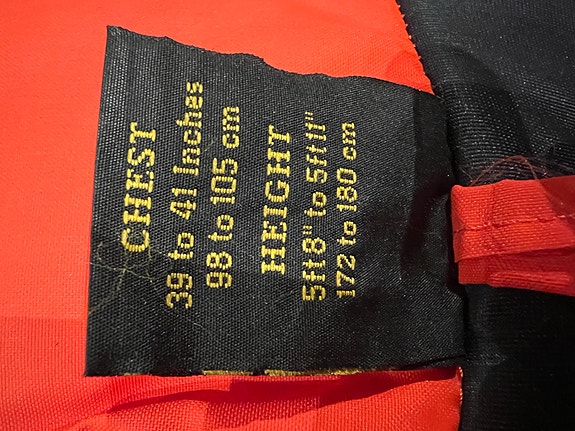 CHEST
39 to 41 Inches
98 to 105 cm
HEIGHT
5ft8" to 5ft11"
172 to 180 cm